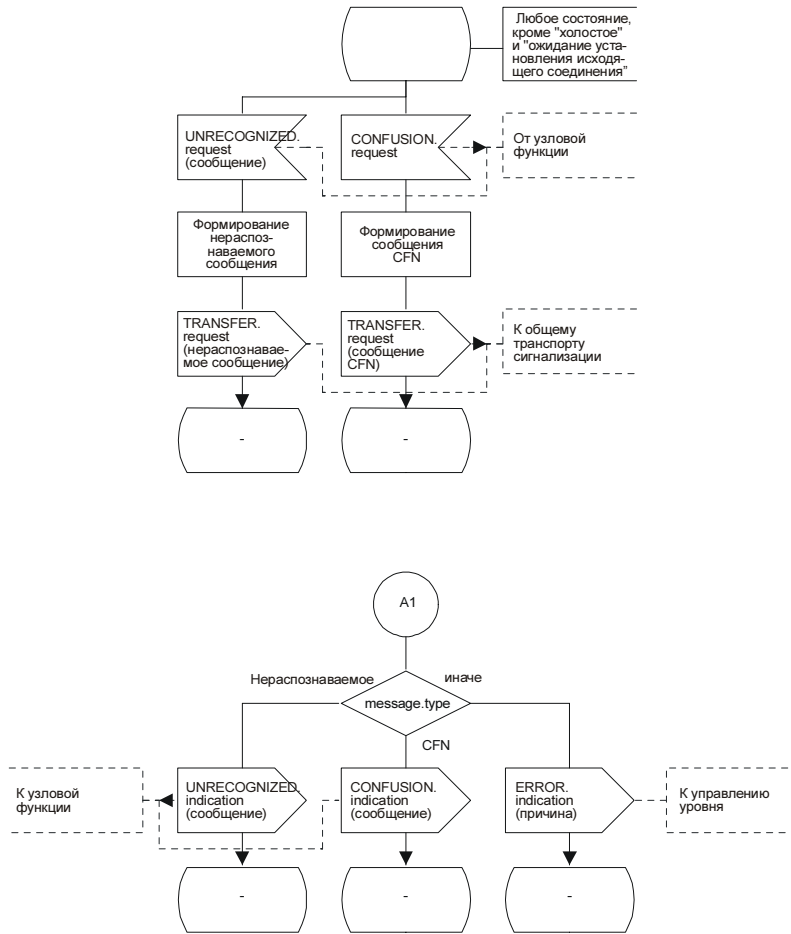 Любое состояние,
кроме "холостое"
и "ожидание уста-
новления исходя-
щего соединения"
UNRECOGNIZED.
request
(сообщение)
CONFUSION.
request
От узловой
функции
Формирование
нераспоз-
наваемого
сообщения
Формирование
сообщения
CFN
TRANSFER.
request
(нераспознавае-
мое сообщение)
TRANSFER.
request
(сообщение
CFN)
К общему
транспорту
сигнализации
-
-
A1
Нераспознаваемое
иначе
message.type
CFN
К узловой
функции
UNRECOGNIZED.
indication
(сообщение)
CONFUSION.
indication
(сообщение)
ERROR.
indication
(причина)
К управлению
уровня
-
-
-